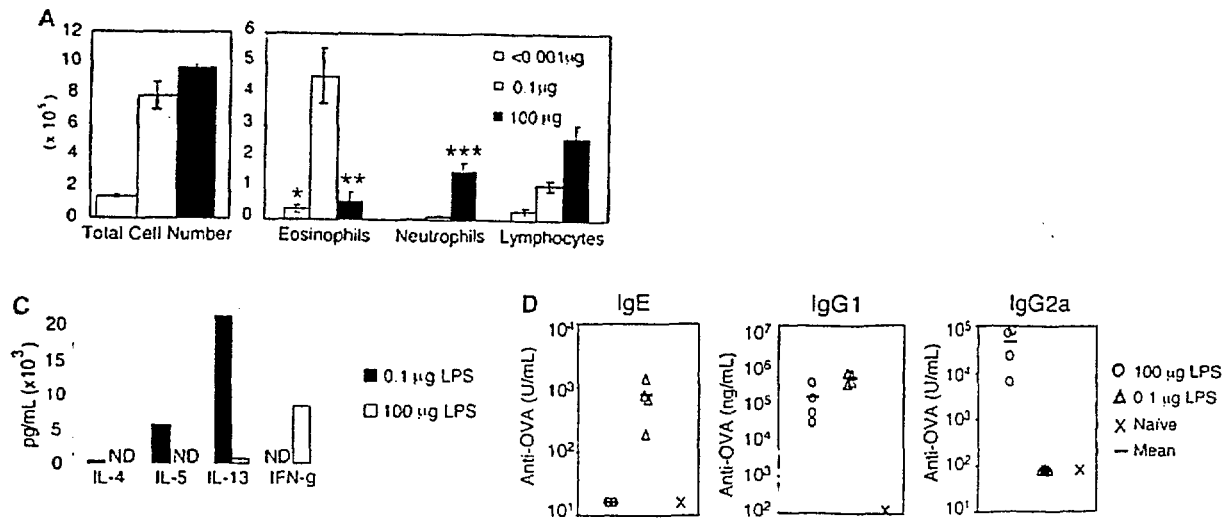 A
12
10
8
6
4
2
0
(x 10⁵)
Total Cell Number
6
5
4
3
2
1
0
<0 001µg
0.1µg
100 µg
*
**
***
Eosinophils
Neutrophils
Lymphocytes
C
20
15
10
5
0
pg/mL (x10³)
ND
ND
ND
IL-4
IL-5
IL-13
IFN-g
0.1 µg LPS
100 µg LPS
D
IgE
10⁴
10³
10²
10¹
Anti-OVA (U/mL)
IgG1
10⁷
10⁶
10⁵
10⁴
10³
10²
Anti-OVA (ng/mL)
IgG2a
10⁵
10⁴
10³
10²
10¹
Anti-OVA (U/mL)
100 µg LPS
0 1 µg LPS
Naïve
Mean